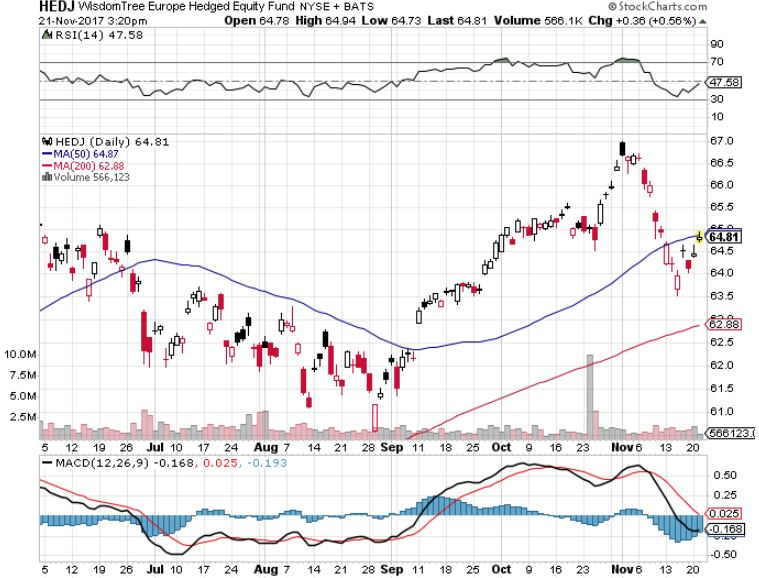 HEDJ WisdomTree Europe Hedged Equity Fund NYSE + BATS © StockCharts.com
21-Nov-2017 3:20pm Open 64.78 High 64.94 Low 64.73 Last 64.81 Volume 566.1K Chg +0.36 (+0.56%)
RSI(14) 47.58
90
70
47.58
30
10
HEDJ (Daily) 64.81
MA(50) 64.87
MA(200) 62.88
Volume 566,123
67.0
66.5
66.0
65.5
64.81
64.5
64.0
63.5
62.88
62.5
62.0
61.5
61.0
566123.0
10.0M
7.5M
5.0M
2.5M
5 12 19 26 Jul 10 17 24 Aug 7 14 21 28 Sep 11 18 25 Oct 9 16 23 Nov 6 13 20
MACD(12,26,9) -0.168, 0.025, -0.193
0.50
0.25
0.025
-0.168
-0.50
5 12 19 26 Jul 10 17 24 Aug 7 14 21 28 Sep 11 18 25 Oct 9 16 23 Nov 6 13 20